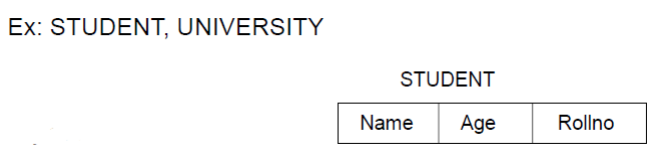 Ex: STUDENT, UNIVERSITY
STUDENT
Name Age Rollno